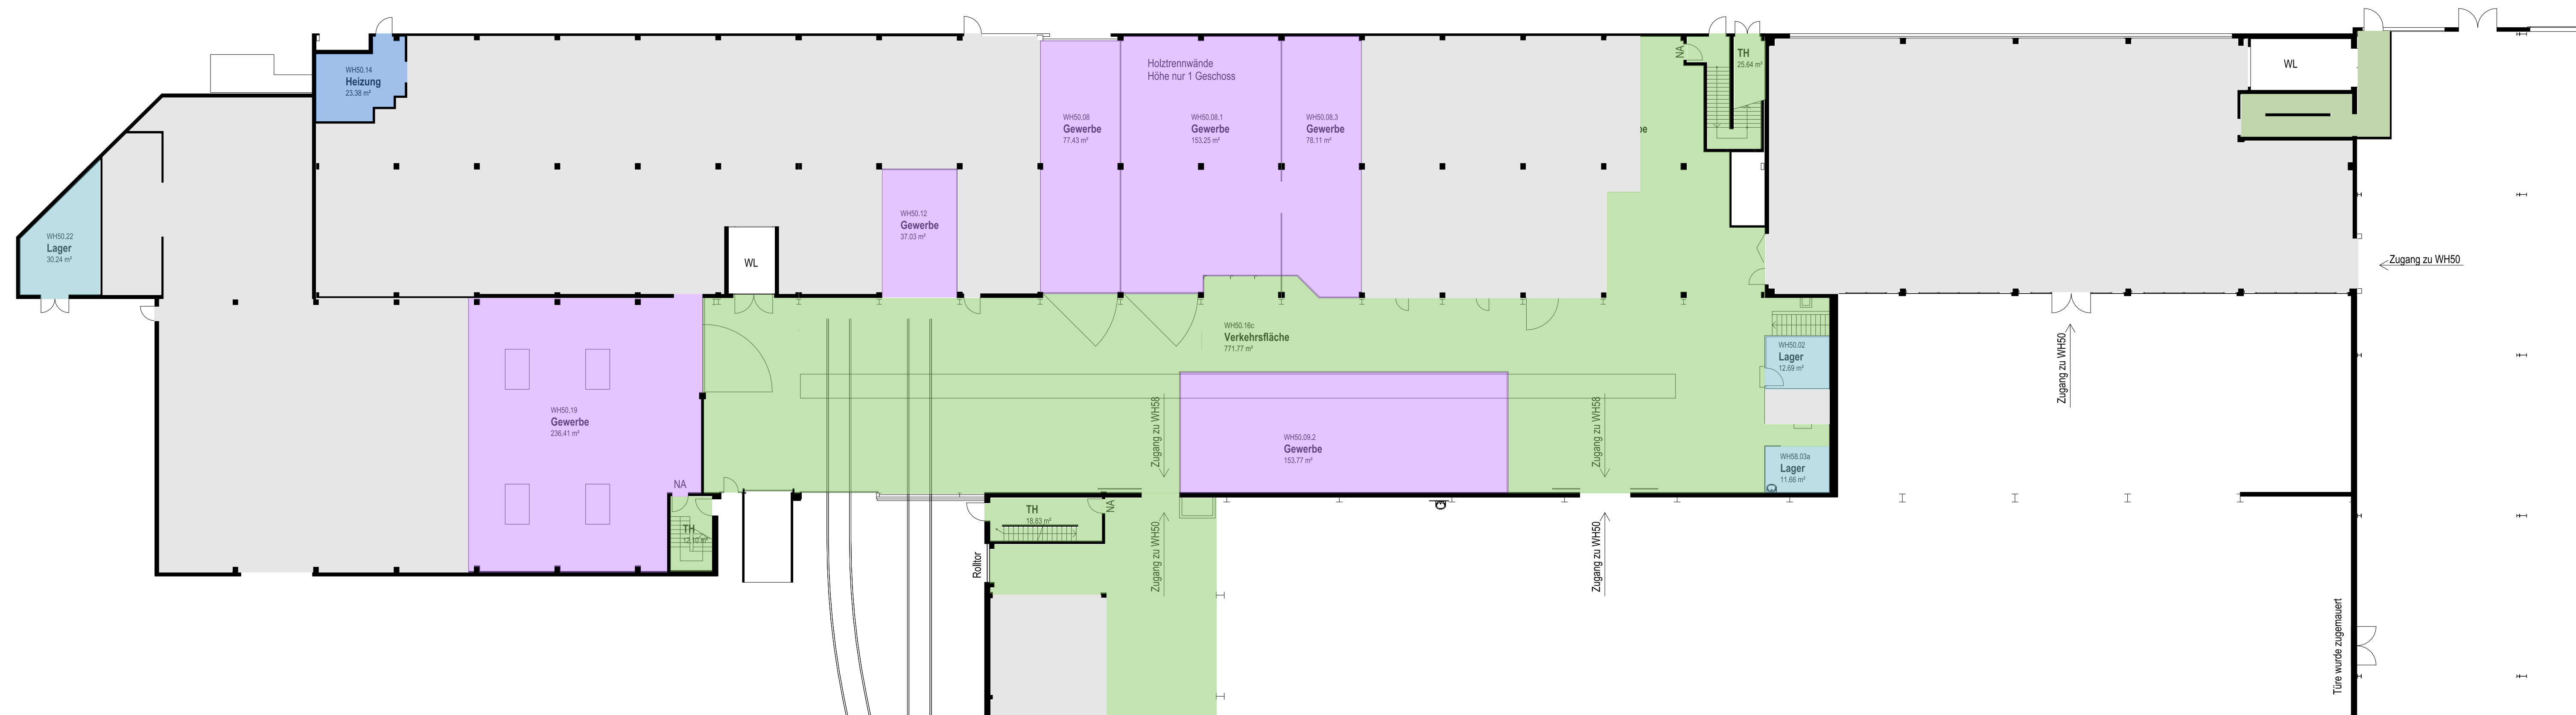 WH50.14
Heizung
23.38 m²
Holztrennwände
Höhe nur 1 Geschoss
NA
TH
25.64 m²
WL
WH50.08
Gewerbe
77.43 m²
WH50.08.1
Gewerbe
153.25 m²
WH50.08.3
Gewerbe
78.11 m²
be
WH50.22
Lager
30.24 m²
WH50.12
Gewerbe
37.03 m²
WL
Zugang zu WH50
WH50.16c
Verkehrsfläche
771.77 m²
WH50.02
Lager
12.69 m²
Zugang zu WH50
WH50.19
Gewerbe
236.41 m²
Zugang zu WH58
WH50.09.2
Gewerbe
153.77 m²
Zugang zu WH58
WH58.03a
Lager
11.66 m²
G
NA
TH
12.10 m²
TH
18.83 m²
NA
G
Rolltor
Zugang zu WH50
Zugang zu WH50
Türe wurde zugemauert